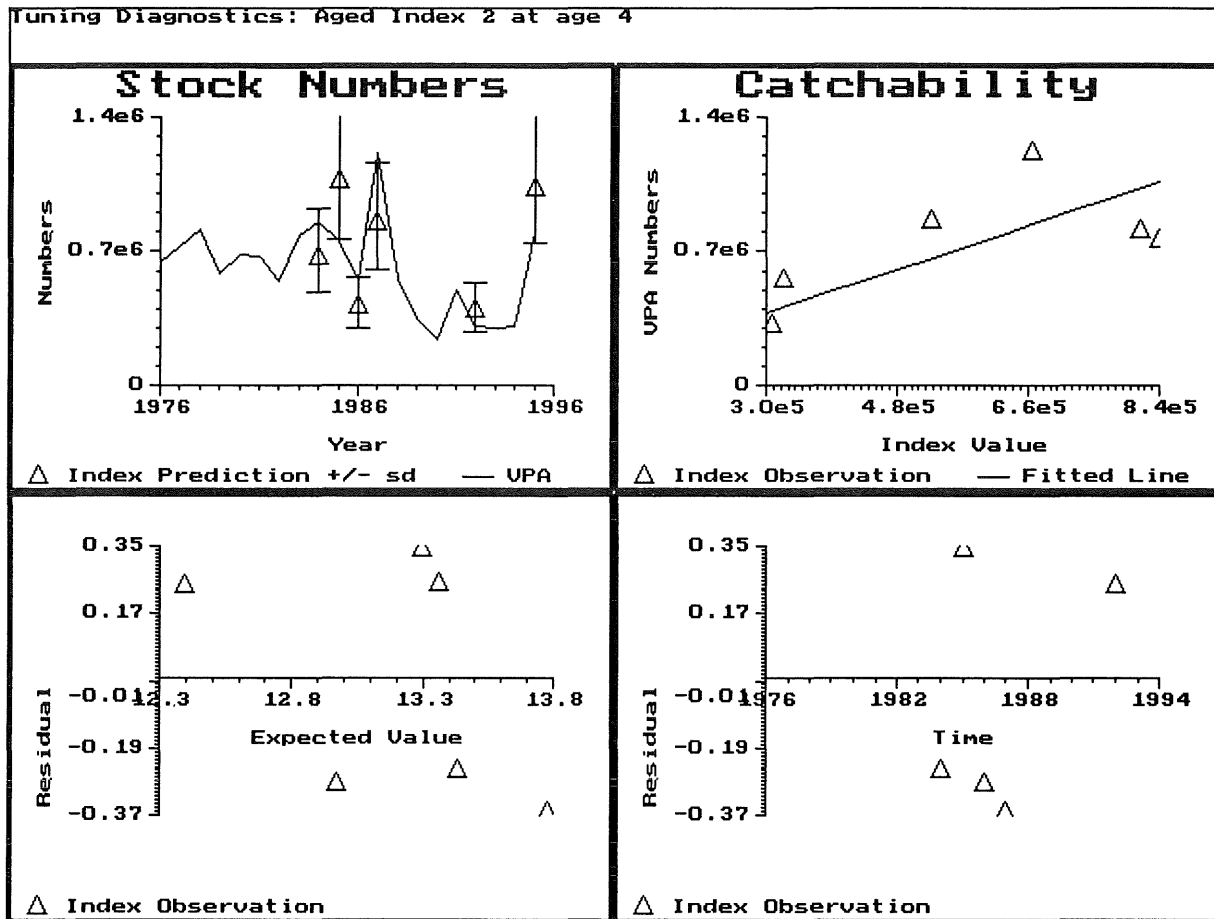 Tuning Diagnostics: Aged Index 2 at age 4
Stock Numbers
1.4e6
0.7e6
0
Numbers
1976 1986 1996
Year
△ Index Prediction +/- sd — VPA
Catchability
1.4e6
0.7e6
0
VPA Numbers
3.0e5 4.8e5 6.6e5 8.4e5
Index Value
△ Index Observation — Fitted Line
0.35
0.17
-0.01
-0.19
-0.37
Residual
12.3 12.8 13.3 13.8
Expected Value
△ Index Observation
0.35
0.17
-0.01
-0.19
-0.37
Residual
1976 1982 1988 1994
Time
△ Index Observation